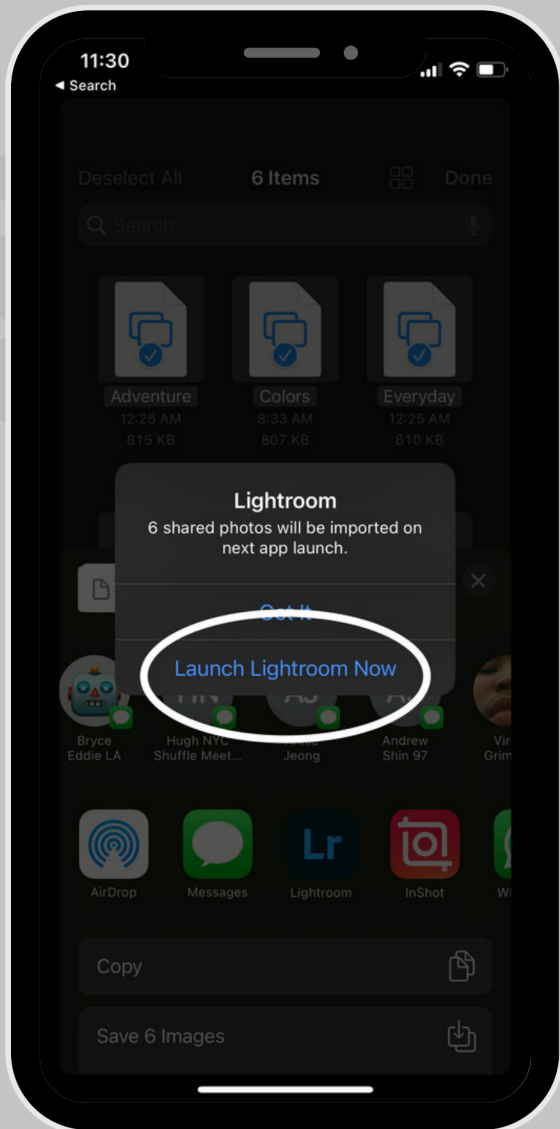 11:30
◀ Search
Deselect All
6 Items
Done
Search
Adventure
12:25 AM
815 KB
Colors
8:33 AM
807 KB
Everyday
12:25 AM
810 KB
Lightroom
6 shared photos will be imported on
next app launch.
Got It
Launch Lightroom Now
Bryce
Eddie LA
Hugh NYC
Shuffle Meet...
Jeong
Andrew
Shin 97
Vir
Grim
AirDrop
Messages
Lr
Lightroom
InShot
W
Copy
Save 6 Images